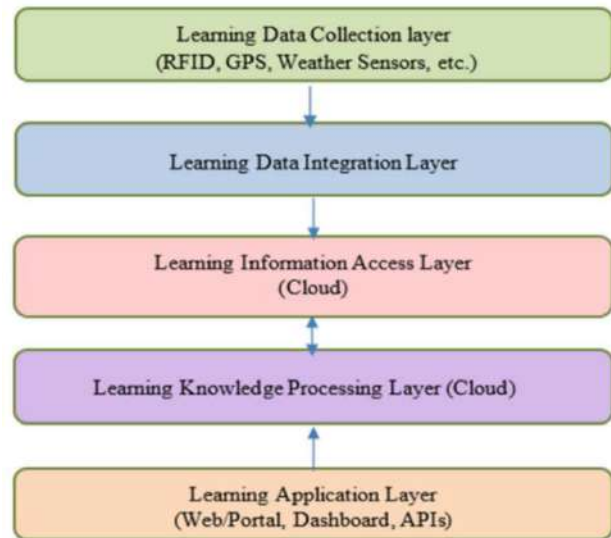 Learning Data Collection layer
(RFID, GPS, Weather Sensors, etc.)
Learning Data Integration Layer
Learning Information Access Layer
(Cloud)
Learning Knowledge Processing Layer (Cloud)
Learning Application Layer
(Web/Portal, Dashboard, APIs)